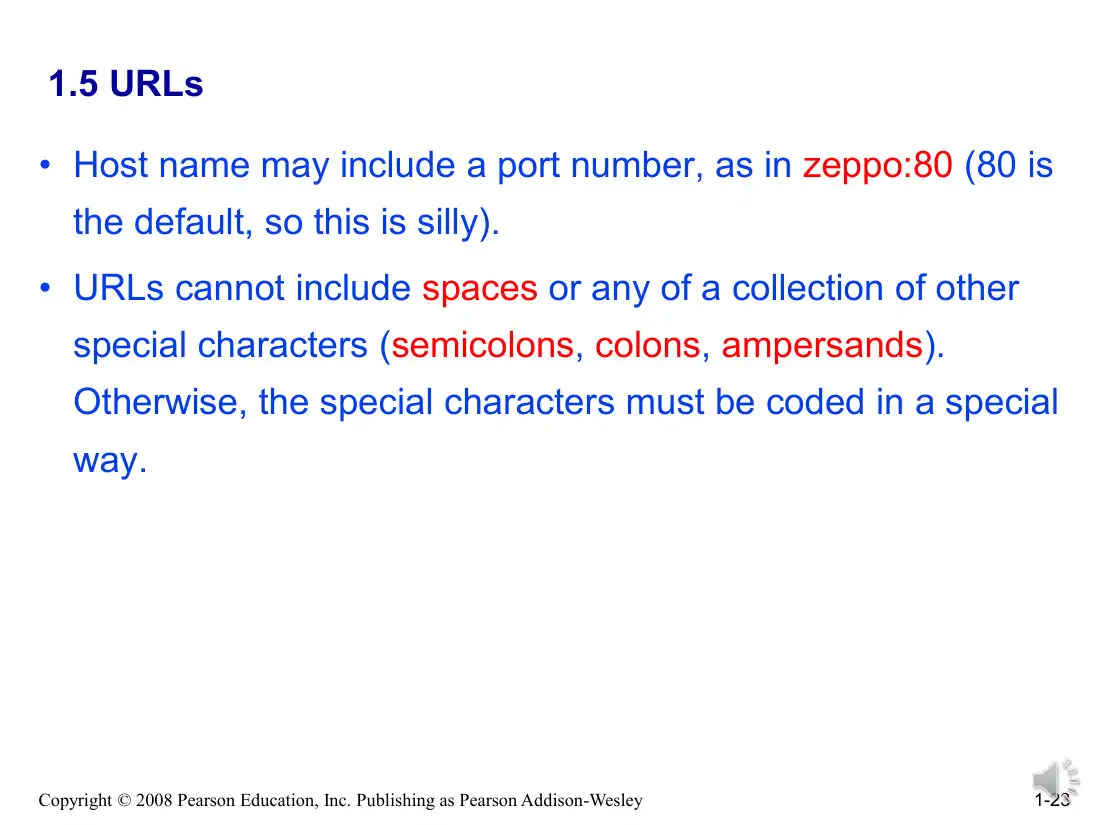 1.5 URLs
• Host name may include a port number, as in zeppo:80 (80 is
the default, so this is silly).
• URLs cannot include spaces or any of a collection of other
special characters (semicolons, colons, ampersands).
Otherwise, the special characters must be coded in a special
way.
Copyright © 2008 Pearson Education, Inc. Publishing as Pearson Addison-Wesley
1-23